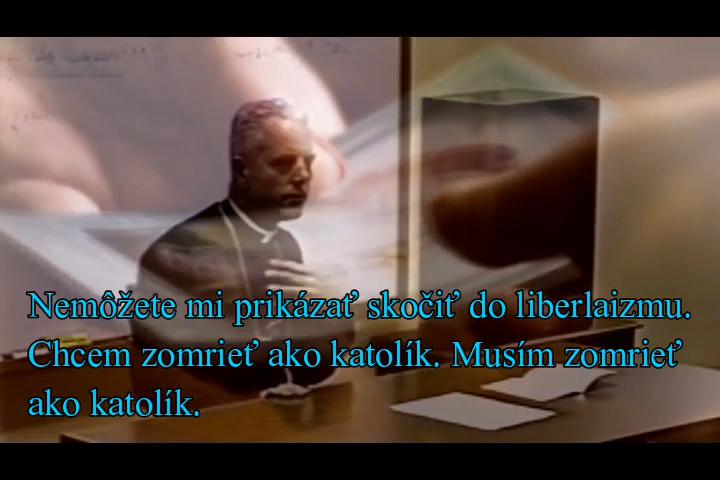 Nemôžete mi prikázať skočiť do liberlaizmu.
Chcem zomrieť ako katolík. Musím zomrieť
ako katolík.